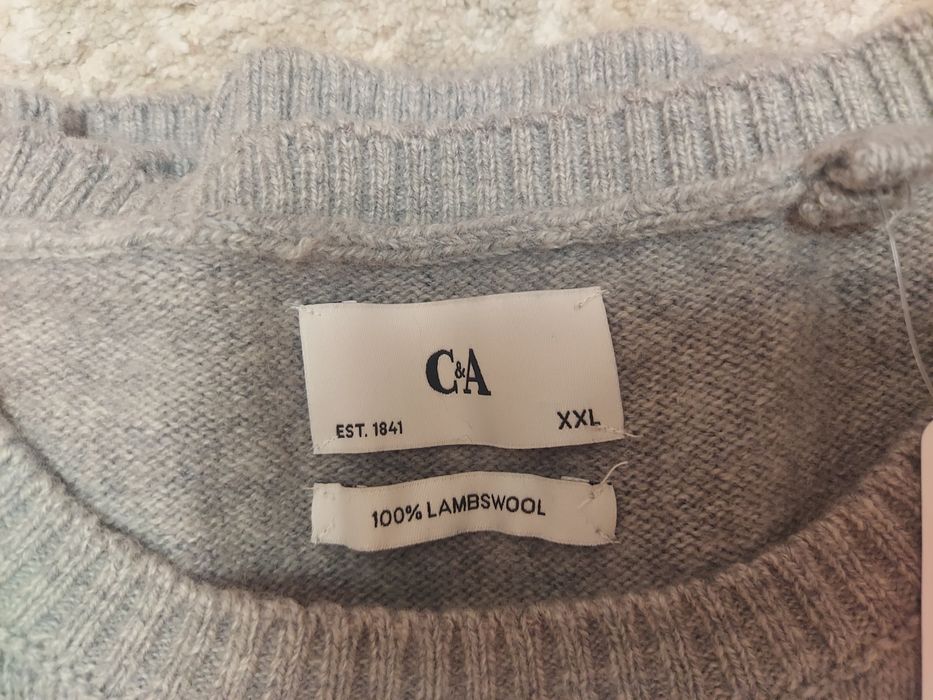 C&A
EST. 1841 XXL
100% LAMBSWOOL